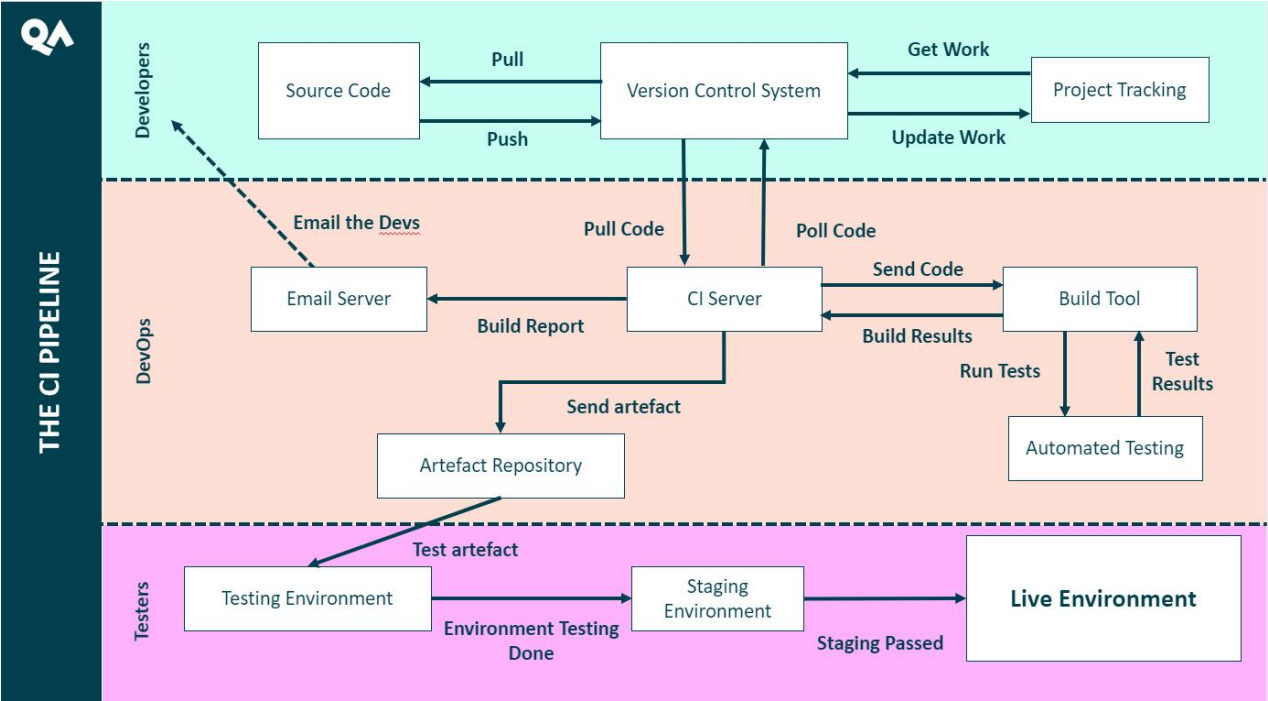 QA
THE CI PIPELINE
Developers
Source Code
Pull
Push
Version Control System
Get Work
Update Work
Project Tracking
DevOps
Email the Devs
Pull Code
Poll Code
Email Server
Build Report
CI Server
Send Code
Build Results
Build Tool
Run Tests
Test
Results
Send artefact
Artefact Repository
Automated Testing
Testers
Test artefact
Testing Environment
Environment Testing
Done
Staging
Environment
Staging Passed
Live Environment